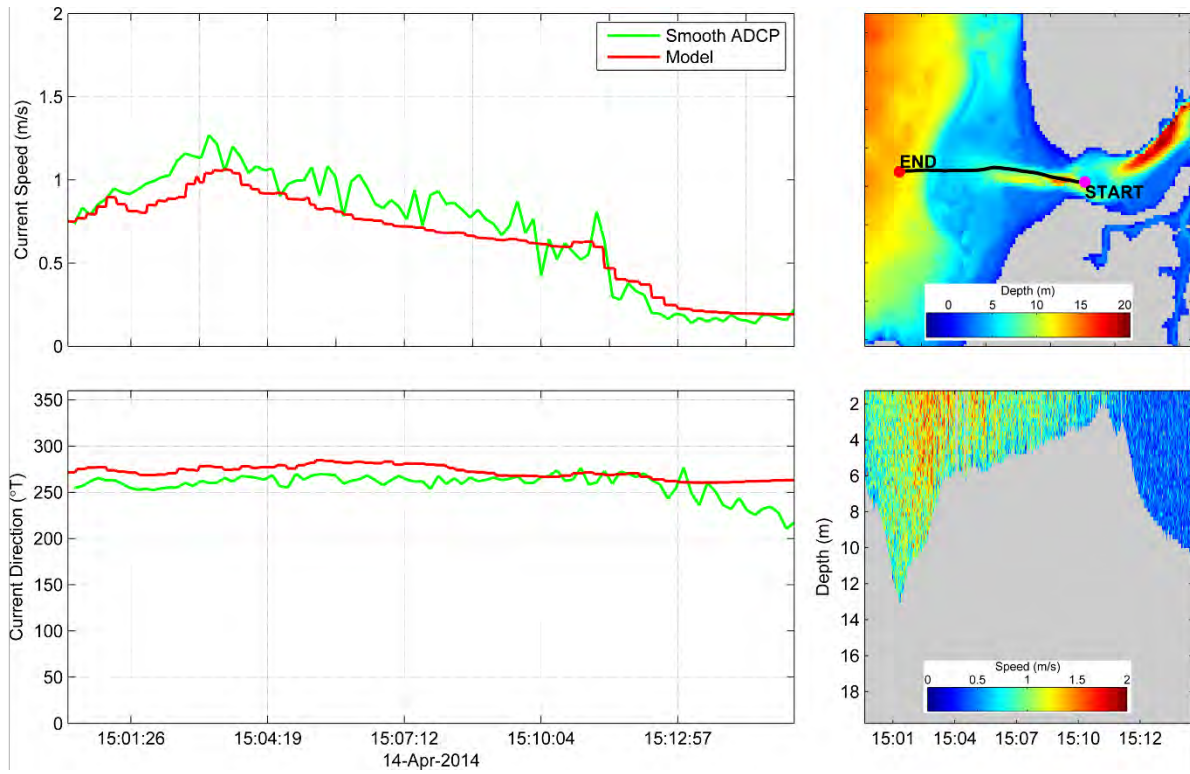 2
1.5
1
0.5
0
Current Speed (m/s)
Smooth ADCP
Model
END
START
Depth (m)
0 5 10 15 20
350
300
250
200
150
100
50
0
Current Direction (°T)
15:01:26 15:04:19 15:07:12 15:10:04 15:12:57
14-Apr-2014
2
4
6
8
10
12
14
16
18
Depth (m)
Speed (m/s)
0 0.5 1 1.5 2
15:01 15:04 15:07 15:10 15:12